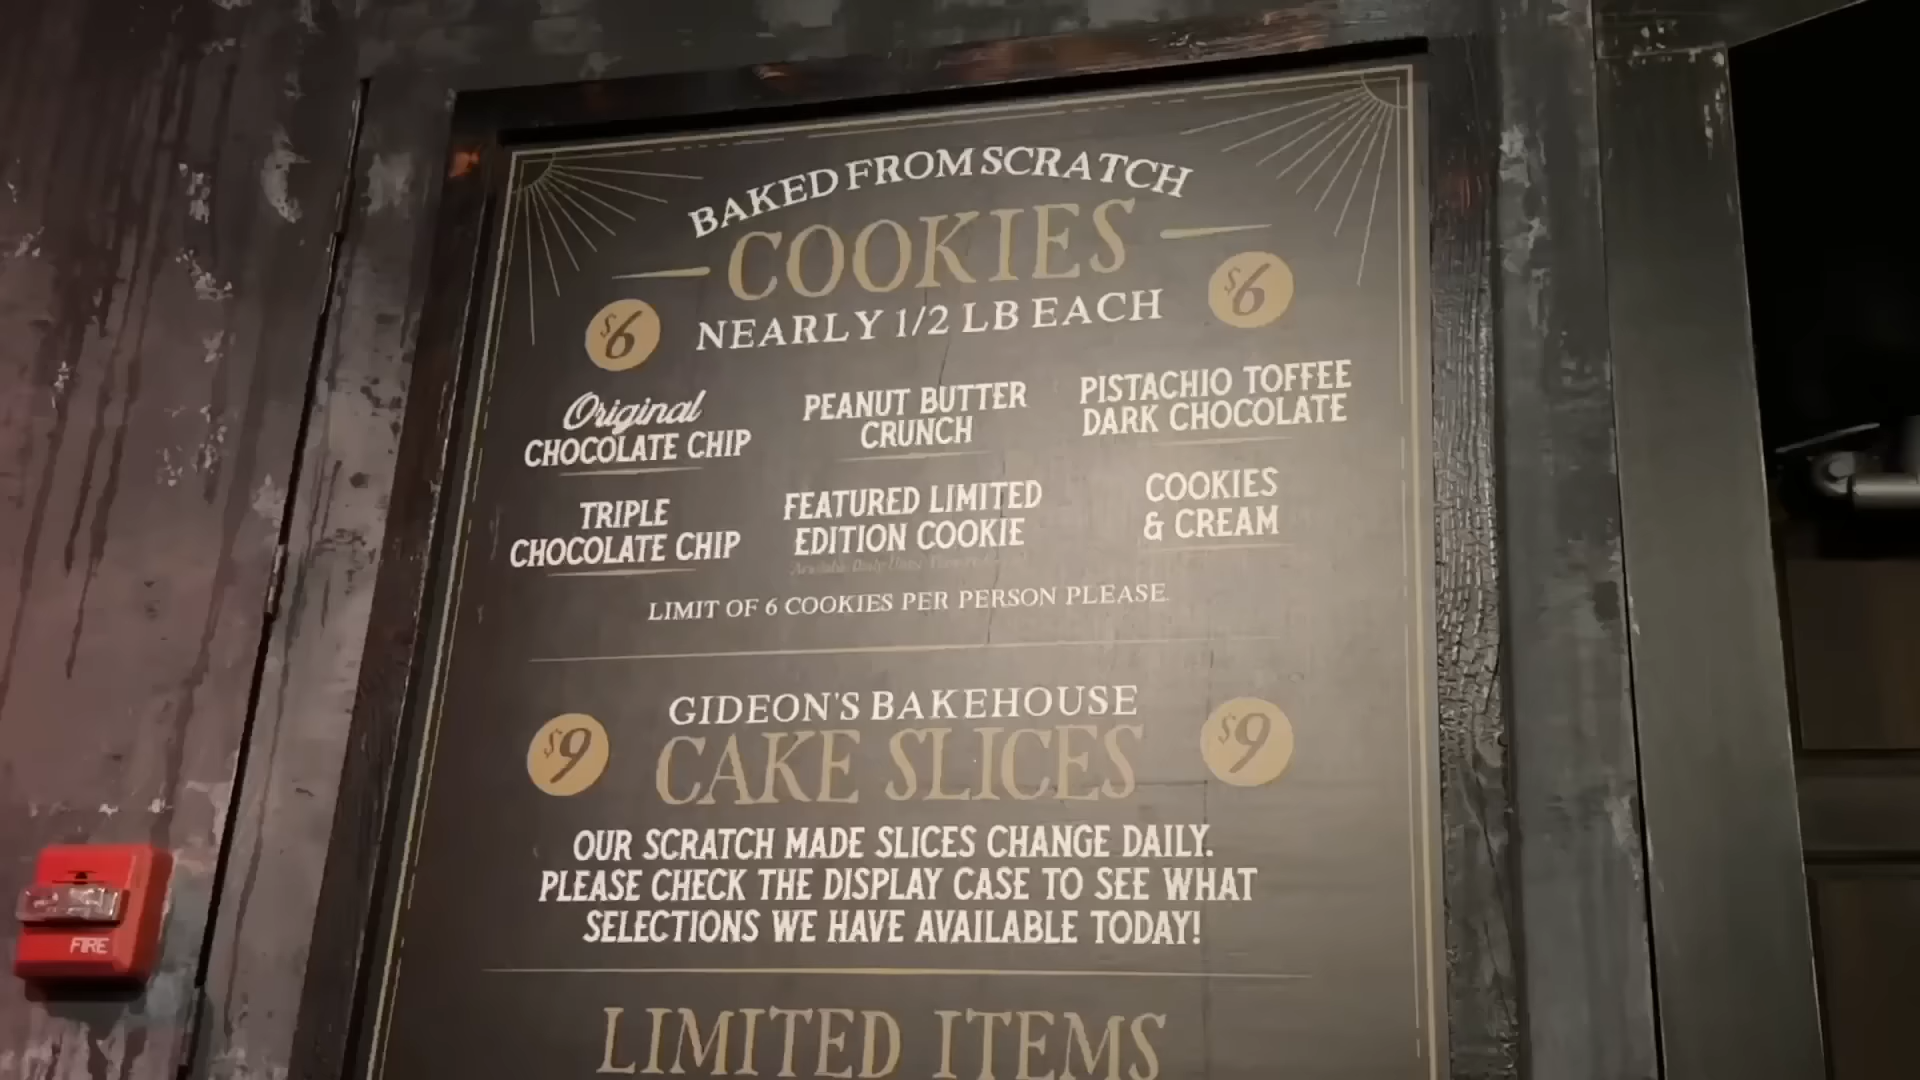 BAKED FROM SCRATCH
COOKIES
$6
$6
NEARLY 1/2 LB EACH
Original
CHOCOLATE CHIP
PEANUT BUTTER
CRUNCH
PISTACHIO TOFFEE
DARK CHOCOLATE
TRIPLE
CHOCOLATE CHIP
FEATURED LIMITED
EDITION COOKIE
COOKIES
& CREAM
LIMIT OF 6 COOKIES PER PERSON PLEASE.
GIDEON'S BAKEHOUSE
$9
CAKE SLICES
$9
OUR SCRATCH MADE SLICES CHANGE DAILY.
PLEASE CHECK THE DISPLAY CASE TO SEE WHAT
SELECTIONS WE HAVE AVAILABLE TODAY!
LIMITED ITEMS
FIRE